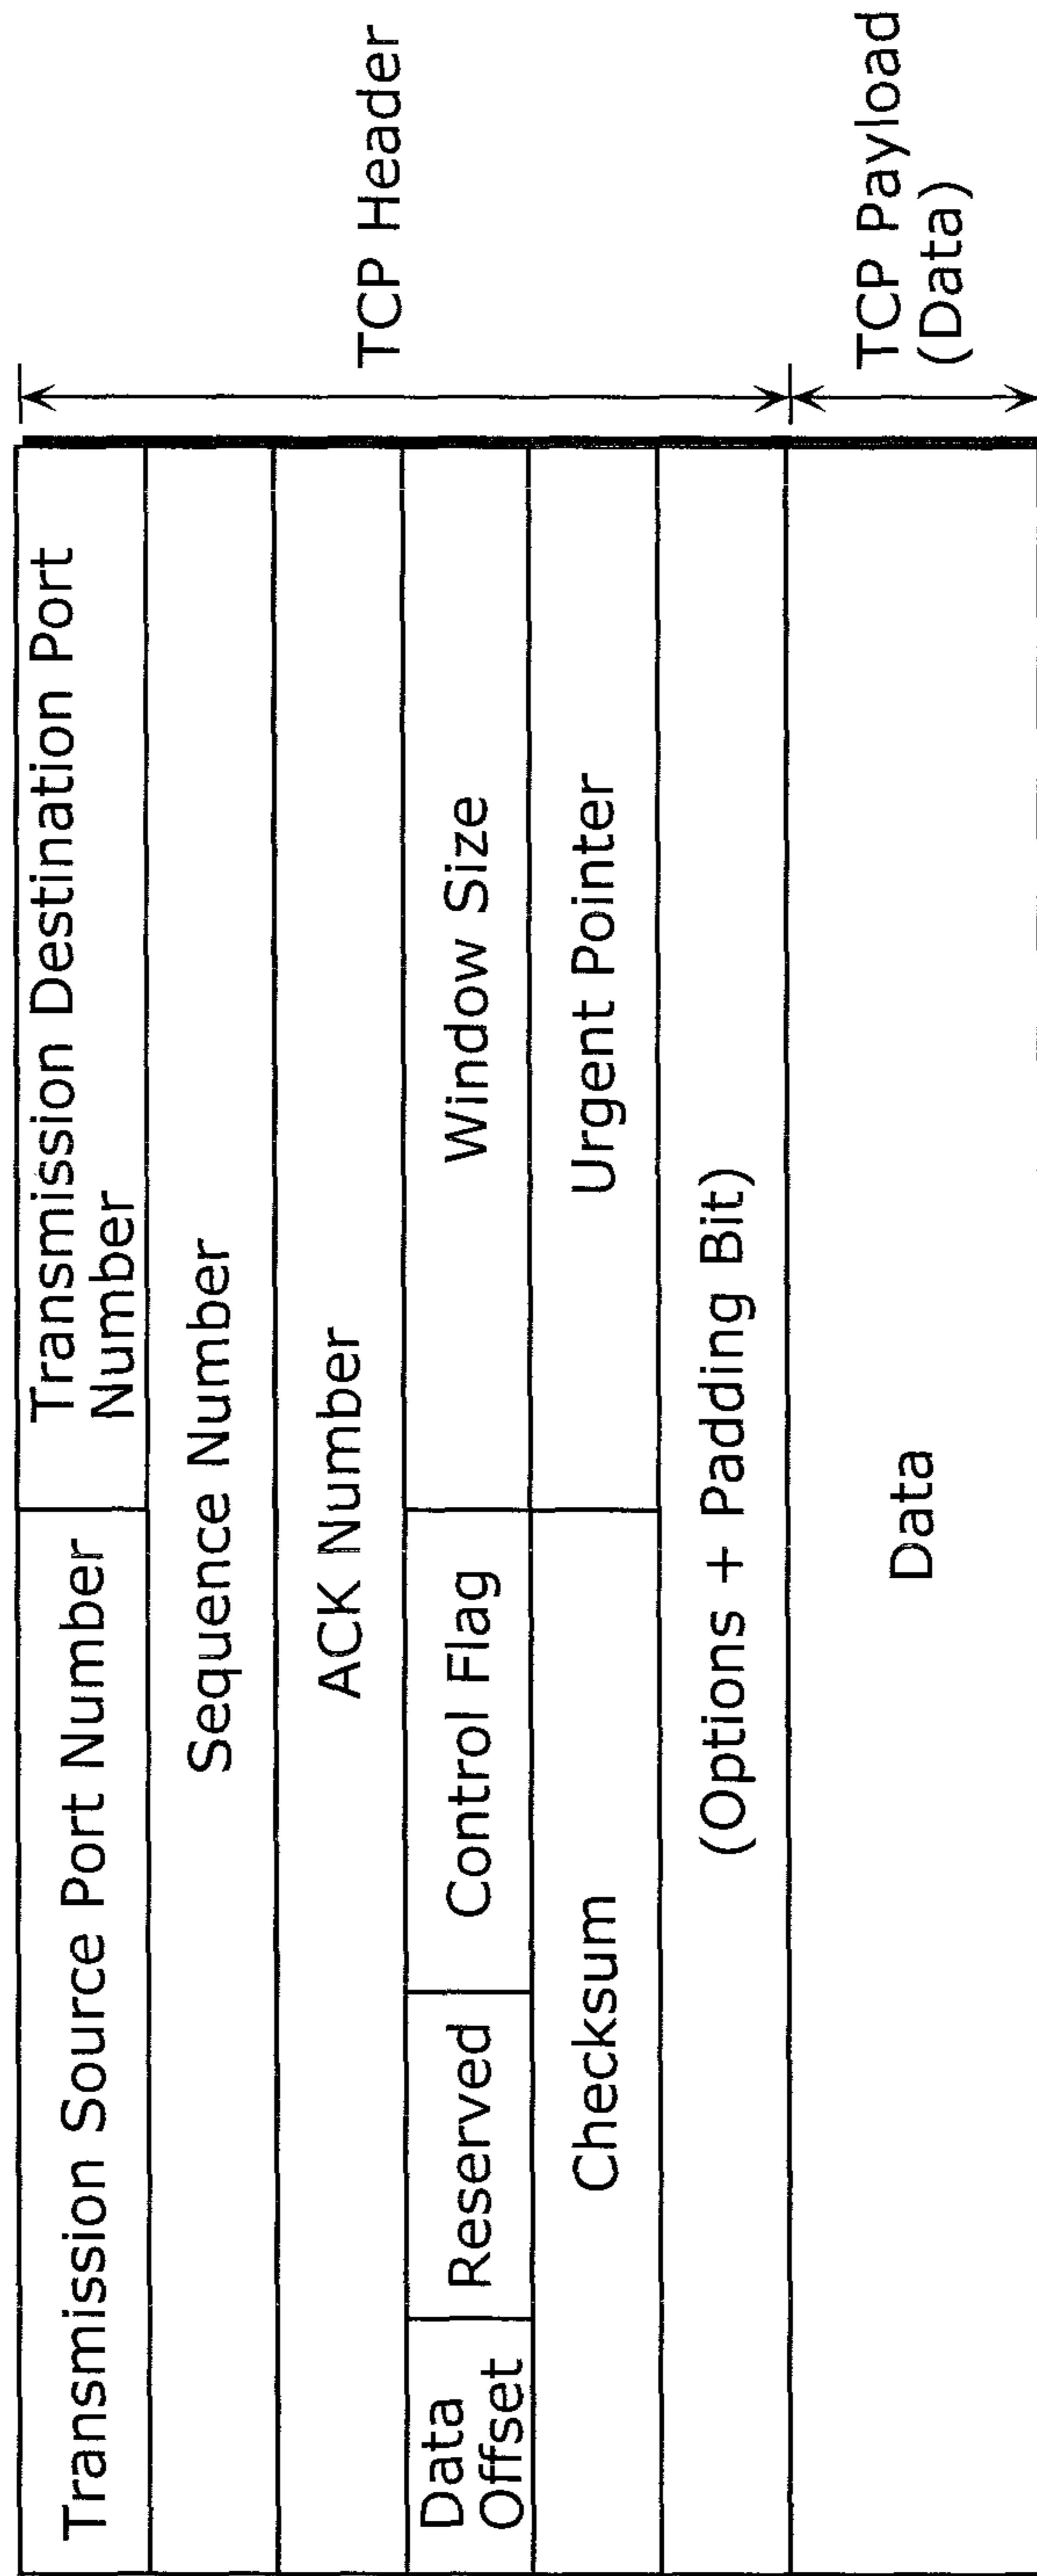 Transmission Source Port Number
Transmission Destination Port
Number
Sequence Number
ACK Number
Data
Offset
Reserved
Control Flag
Window Size
Checksum
Urgent Pointer
(Options + Padding Bit)
Data
TCP Header
TCP Payload
(Data)